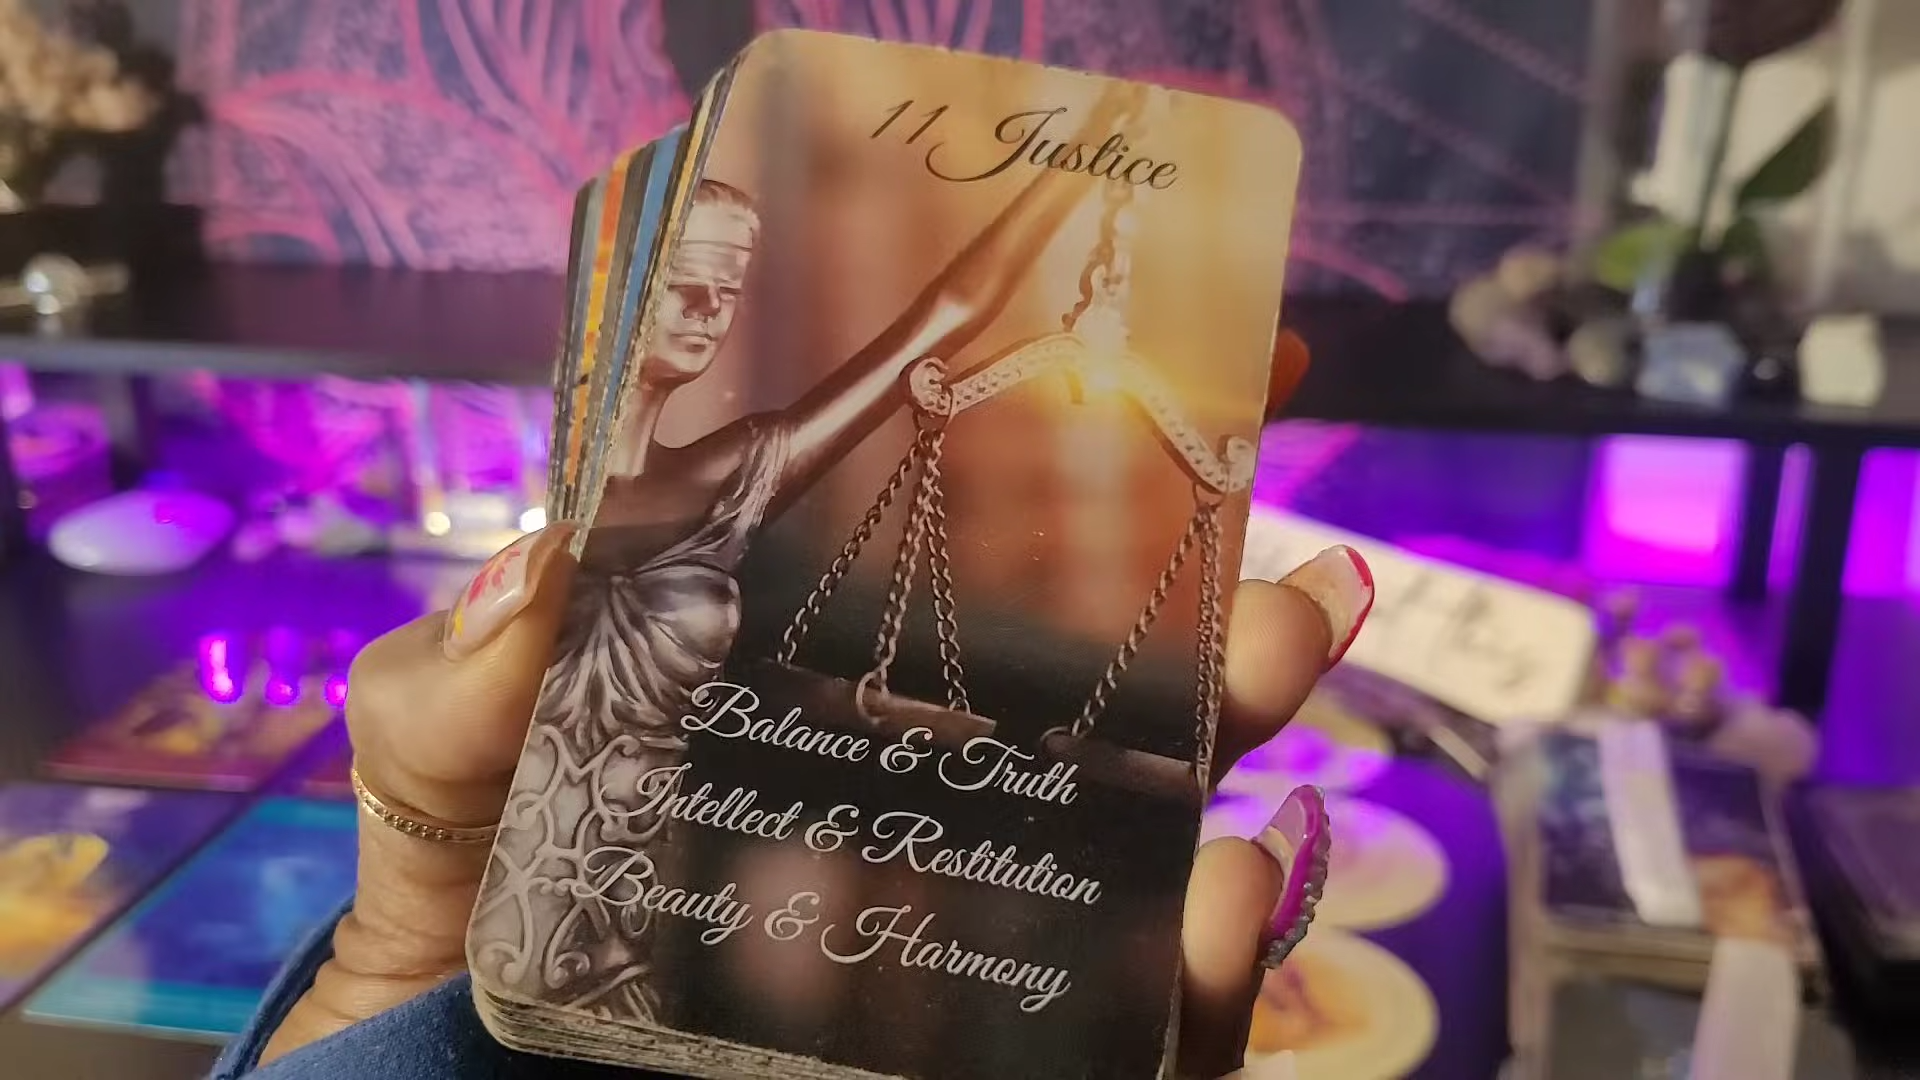 11 Justice
Balance & Truth
Intellect & Restitution
Beauty & Harmony